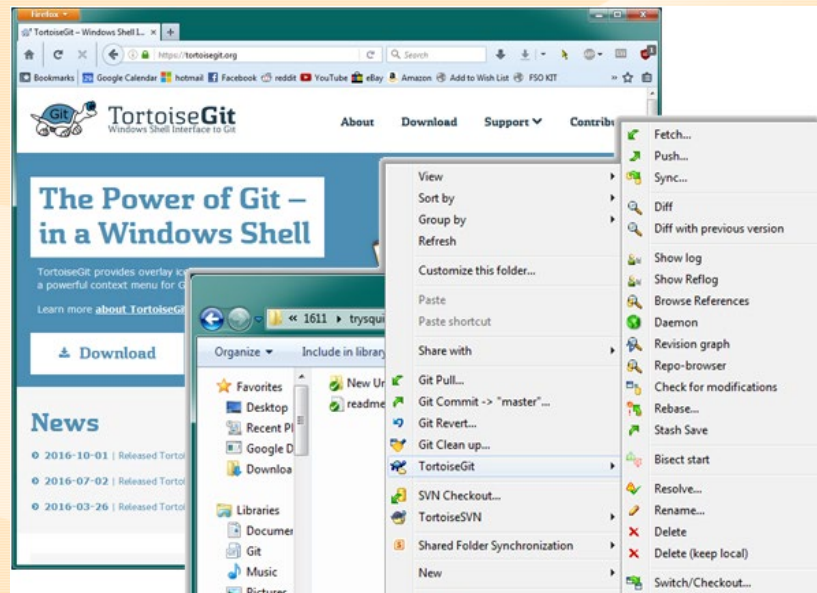 Firefox
TortoiseGit – Windows Shell I...
https://tortoisegit.org
Search
Bookmarks Google Calendar hotmail Facebook reddit YouTube eBay Amazon Add to Wish List FSO KIT
Git
TortoiseGit
Windows Shell Interface to Git
About Download Support Contribu
The Power of Git –
in a Windows Shell
TortoiseGit provides overlay ic
a powerful context menu for G
Learn more about TortoiseGi
Download
News
2016-10-01 | Released Torto
2016-07-02 | Released Tortoi
2016-03-26 | Released Tortoi
« 1611 trysqui
Organize Include in library
Favorites
Desktop
Recent Pl
Google D
Downloa
Libraries
Documen
Git
Music
Pictures
New Ur
readme
View
Sort by
Group by
Refresh
Customize this folder...
Paste
Paste shortcut
Share with
Git Pull...
Git Commit -> "master"...
Git Revert...
Git Clean up...
TortoiseGit
SVN Checkout...
TortoiseSVN
Shared Folder Synchronization
New
Fetch...
Push...
Sync...
Diff
Diff with previous version
Show log
Show Reflog
Browse References
Daemon
Revision graph
Repo-browser
Check for modifications
Rebase...
Stash Save
Bisect start
Resolve...
Rename...
Delete
Delete (keep local)
Switch/Checkout...